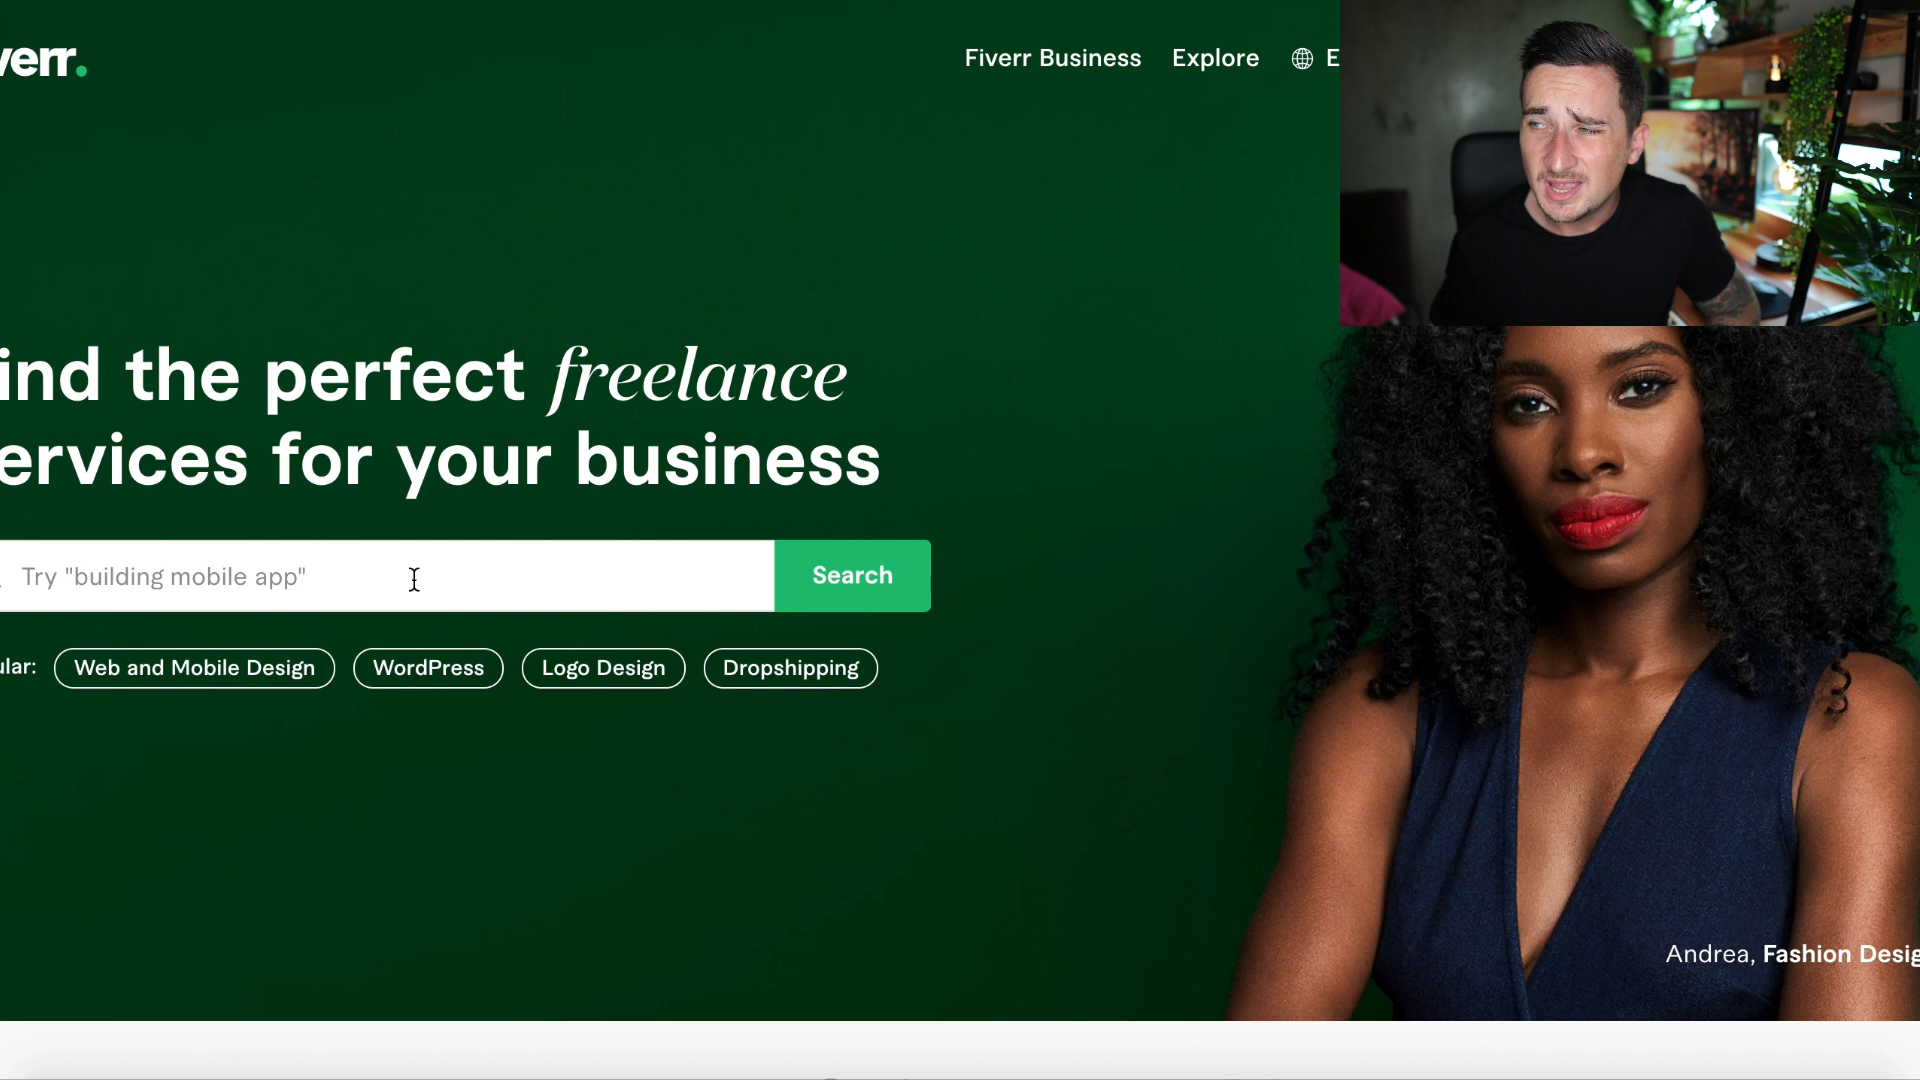 verr.
Fiverr Business Explore E
ind the perfect freelance
ervices for your business
Try "building mobile app"
Search
ular: Web and Mobile Design WordPress Logo Design Dropshipping
Andrea, Fashion Desig